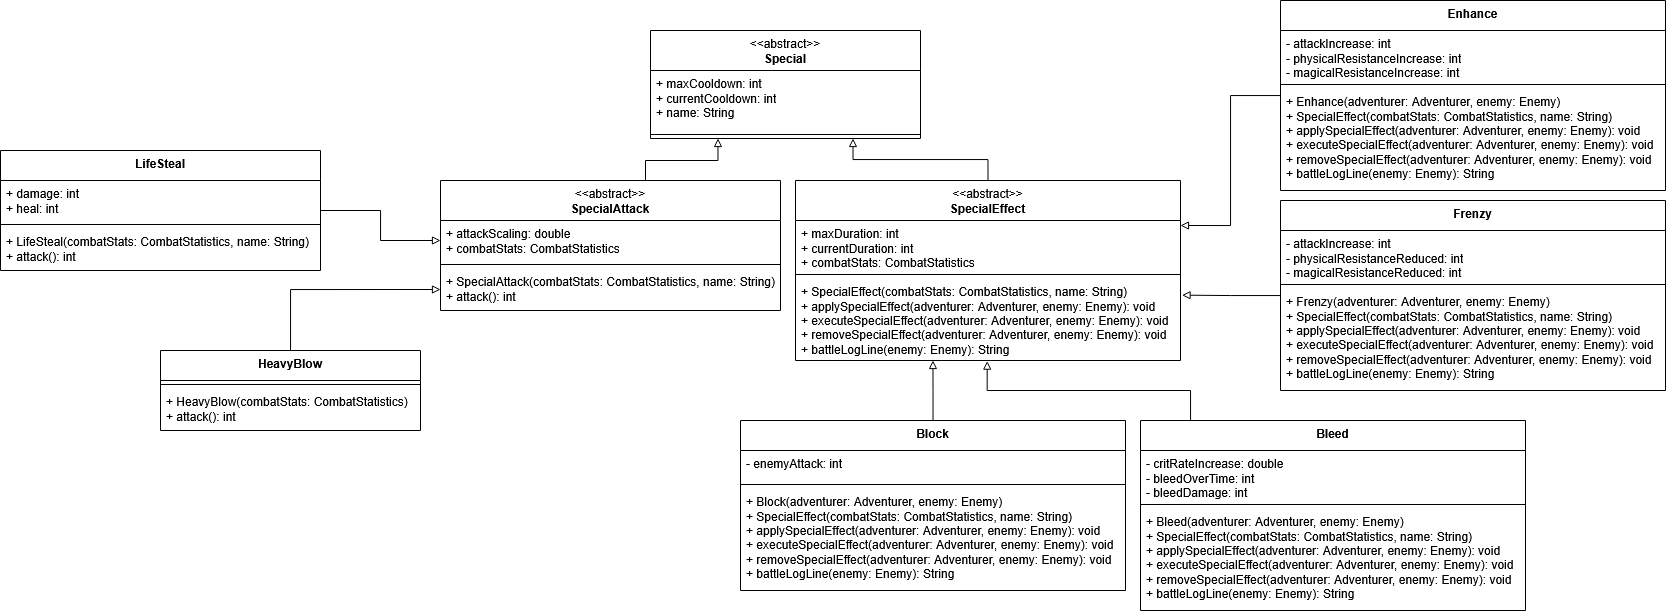 <<abstract>>
Special
+ maxCooldown: int
+ currentCooldown: int
+ name: String
Enhance
- attackIncrease: int
- physicalResistanceIncrease: int
- magicalResistanceIncrease: int
+ Enhance(adventurer: Adventurer, enemy: Enemy)
+ SpecialEffect(combatStats: CombatStatistics, name: String)
+ applySpecialEffect(adventurer: Adventurer, enemy: Enemy): void
+ executeSpecialEffect(adventurer: Adventurer, enemy: Enemy): void
+ removeSpecialEffect(adventurer: Adventurer, enemy: Enemy): void
+ battleLogLine(enemy: Enemy): String
LifeSteal
+ damage: int
+ heal: int
+ LifeSteal(combatStats: CombatStatistics, name: String)
+ attack(): int
<<abstract>>
SpecialAttack
+ attackScaling: double
+ combatStats: CombatStatistics
+ SpecialAttack(combatStats: CombatStatistics, name: String)
+ attack(): int
<<abstract>>
SpecialEffect
+ maxDuration: int
+ currentDuration: int
+ combatStats: CombatStatistics
+ SpecialEffect(combatStats: CombatStatistics, name: String)
+ applySpecialEffect(adventurer: Adventurer, enemy: Enemy): void
+ executeSpecialEffect(adventurer: Adventurer, enemy: Enemy): void
+ removeSpecialEffect(adventurer: Adventurer, enemy: Enemy): void
+ battleLogLine(enemy: Enemy): String
Frenzy
- attackIncrease: int
- physicalResistanceReduced: int
- magicalResistanceReduced: int
+ Frenzy(adventurer: Adventurer, enemy: Enemy)
+ SpecialEffect(combatStats: CombatStatistics, name: String)
+ applySpecialEffect(adventurer: Adventurer, enemy: Enemy): void
+ executeSpecialEffect(adventurer: Adventurer, enemy: Enemy): void
+ removeSpecialEffect(adventurer: Adventurer, enemy: Enemy): void
+ battleLogLine(enemy: Enemy): String
HeavyBlow
+ HeavyBlow(combatStats: CombatStatistics)
+ attack(): int
Block
- enemyAttack: int
+ Block(adventurer: Adventurer, enemy: Enemy)
+ SpecialEffect(combatStats: CombatStatistics, name: String)
+ applySpecialEffect(adventurer: Adventurer, enemy: Enemy): void
+ executeSpecialEffect(adventurer: Adventurer, enemy: Enemy): void
+ removeSpecialEffect(adventurer: Adventurer, enemy: Enemy): void
+ battleLogLine(enemy: Enemy): String
Bleed
- critRateIncrease: double
- bleedOverTime: int
- bleedDamage: int
+ Bleed(adventurer: Adventurer, enemy: Enemy)
+ SpecialEffect(combatStats: CombatStatistics, name: String)
+ applySpecialEffect(adventurer: Adventurer, enemy: Enemy): void
+ executeSpecialEffect(adventurer: Adventurer, enemy: Enemy): void
+ removeSpecialEffect(adventurer: Adventurer, enemy: Enemy): void
+ battleLogLine(enemy: Enemy): String